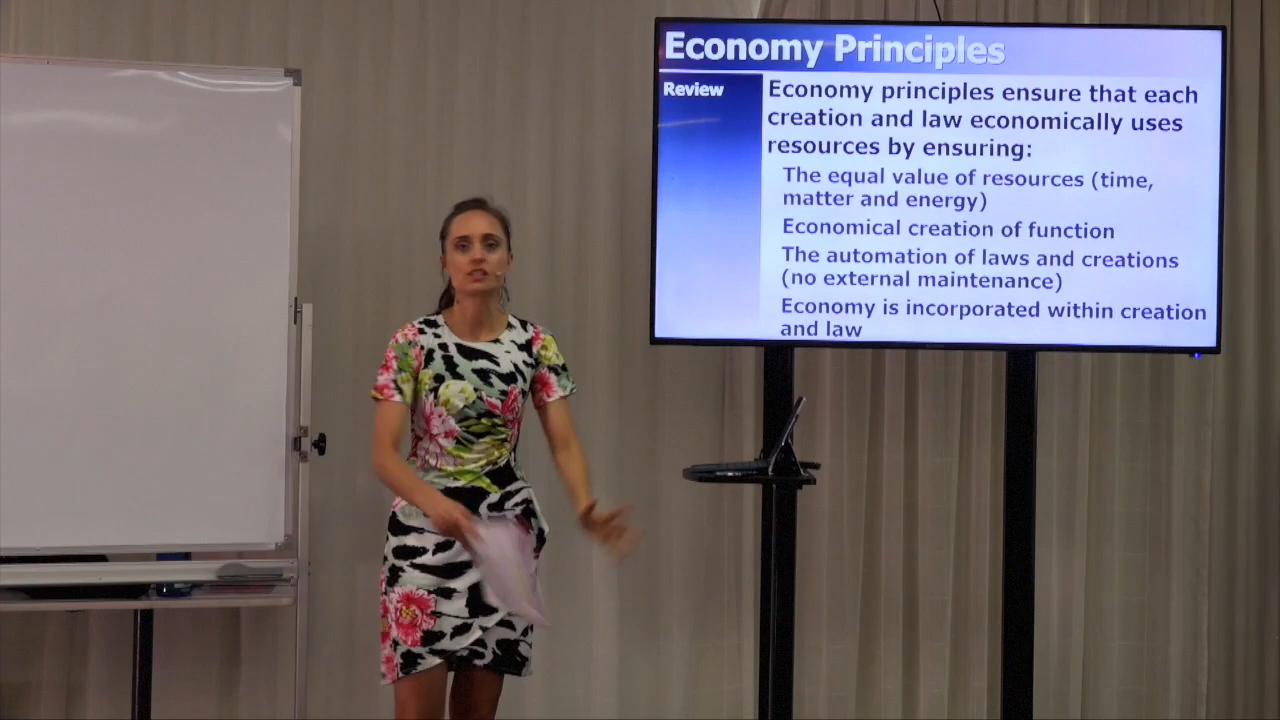 Economy Principles
Review
Economy principles ensure that each
creation and law economically uses
resources by ensuring:
The equal value of resources (time,
matter and energy)
Economical creation of function
The automation of laws and creations
(no external maintenance)
Economy is incorporated within creation
and law